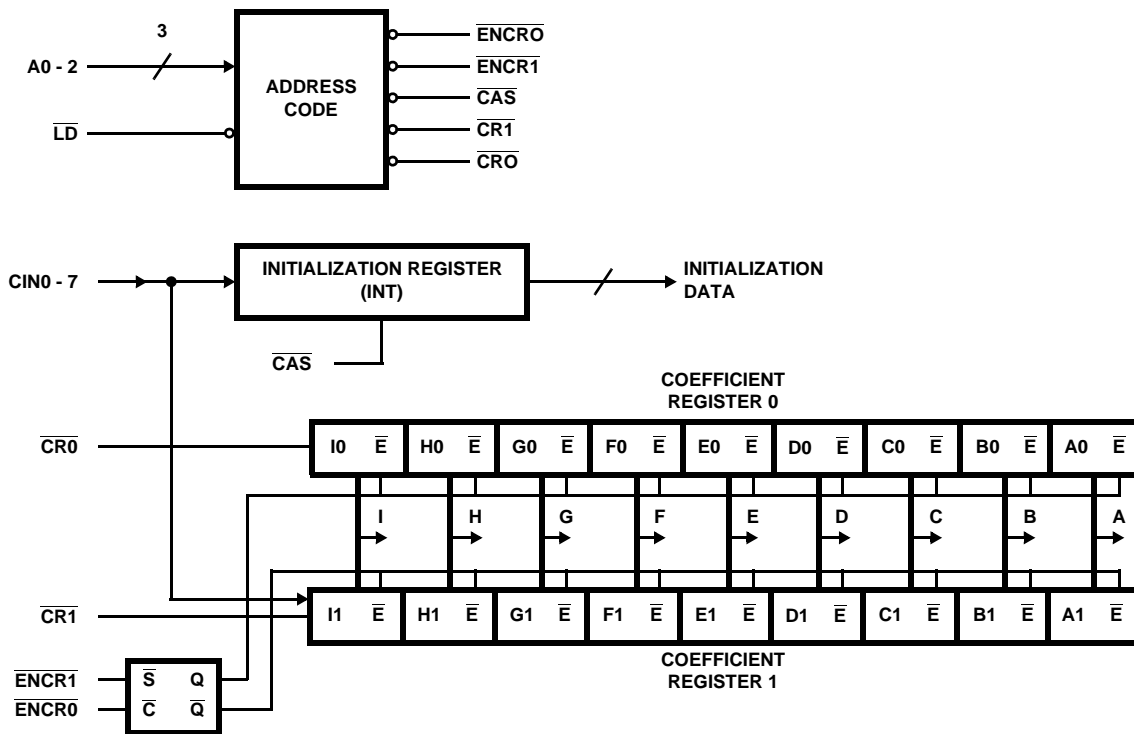 3
A0 - 2
LD
ADDRESS
CODE
ENCRO
ENCR1
CAS
CR1
CRO
CIN0 - 7
INITIALIZATION REGISTER
(INT)
INITIALIZATION
DATA
CAS
COEFFICIENT
REGISTER 0
CR0
I0 E H0 E G0 E F0 E E0 E D0 E C0 E B0 E A0 E
I H G F E D C B A
CR1
I1 E H1 E G1 E F1 E E1 E D1 E C1 E B1 E A1 E
COEFFICIENT
REGISTER 1
ENCR1
ENCR0
S Q
C Q